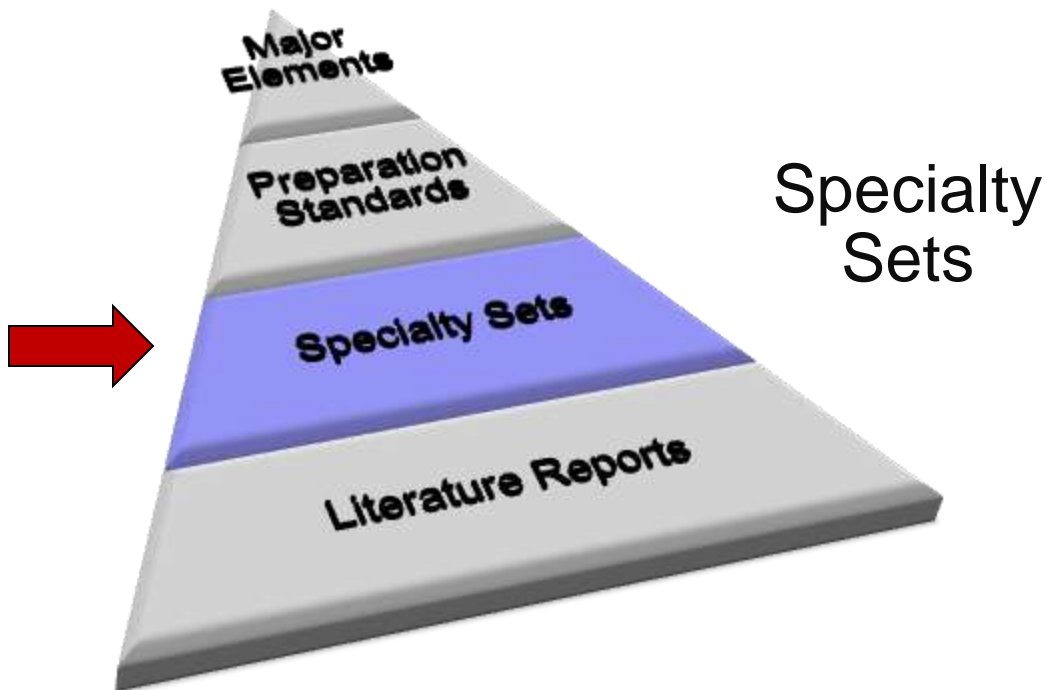 Major
Elements
Preparation
Standards
Specialty Sets
Literature Reports
Specialty
Sets